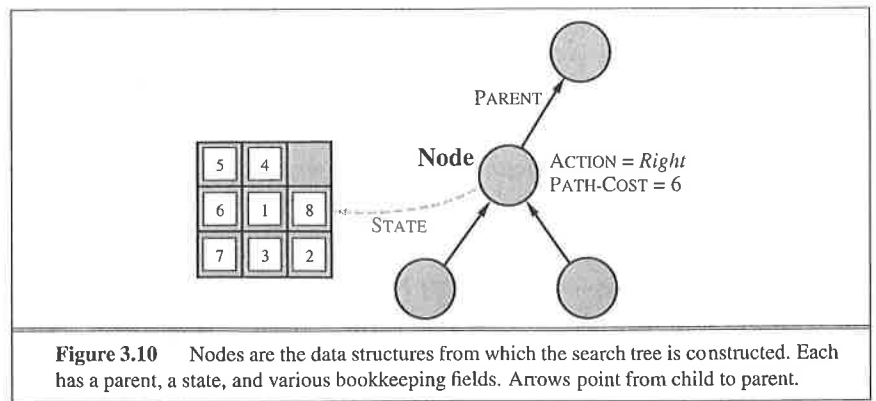 PARENT
Node
ACTION = Right
PATH-COST = 6
5 4
6 1 8
STATE
7 3 2
Figure 3.10 Nodes are the data structures from which the search tree is constructed. Each
has a parent, a state, and various bookkeeping fields. Arrows point from child to parent.